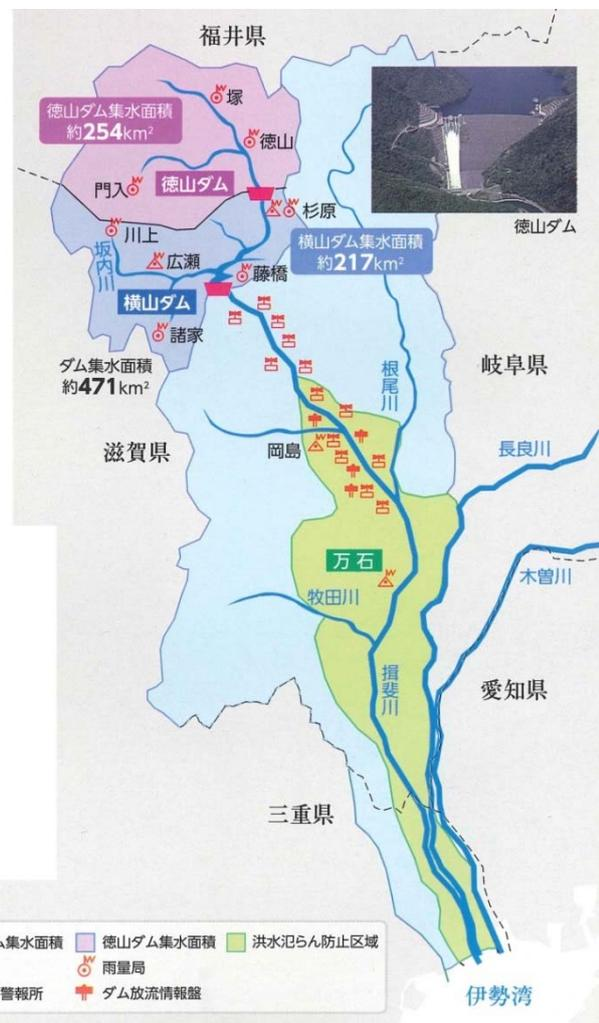 福井県
徳山ダム集水面積
約254km²
塚
徳山
門入
徳山ダム
杉原
徳山ダム
川上
坂内川
広瀬
横山ダム集水面積
約217km²
藤橋
横山ダム
諸家
ダム集水面積
約471km²
根尾川
岐阜県
滋賀県
岡島
長良川
万石
木曽川
牧田川
揖斐川
愛知県
三重県
ム集水面積
徳山ダム集水面積
洪水氾らん防止区域
雨量局
警報所
ダム放流情報盤
伊勢湾